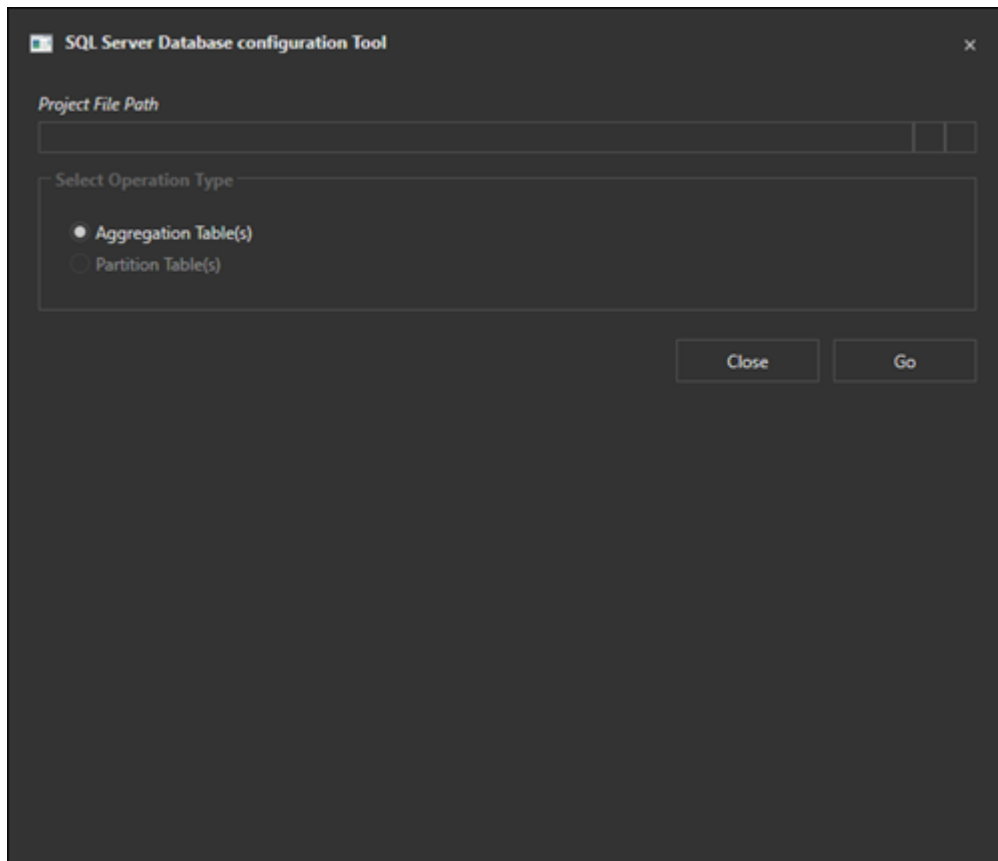 SQL Server Database configuration Tool
Project File Path
Select Operation Type
Aggregation Table(s)
Partition Table(s)
Close
Go